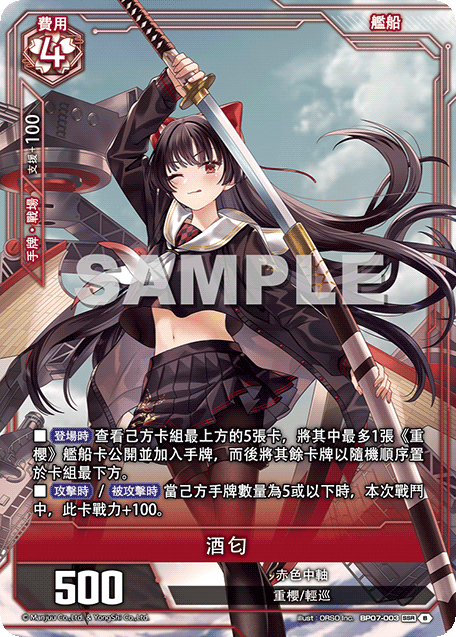 費用
4
艦船
支援+100
手牌・戰場
SAMPLE
■ 登場時 查看己方卡組最上方的5張卡，將其中最多1張《重
櫻》艦船卡公開並加入手牌，而後將其餘卡牌以隨機順序置
於卡組最下方。
■ 攻擊時 / 被攻擊時 當己方手牌數量為5或以下時，本次戰鬥
中，此卡戰力+100。
酒匂
500
赤色中軸
重櫻/輕巡
© Manjuu Co.,Ltd. & YongShi Co.,Ltd.
illust：ORSO Inc.
BP07-003 SSR B